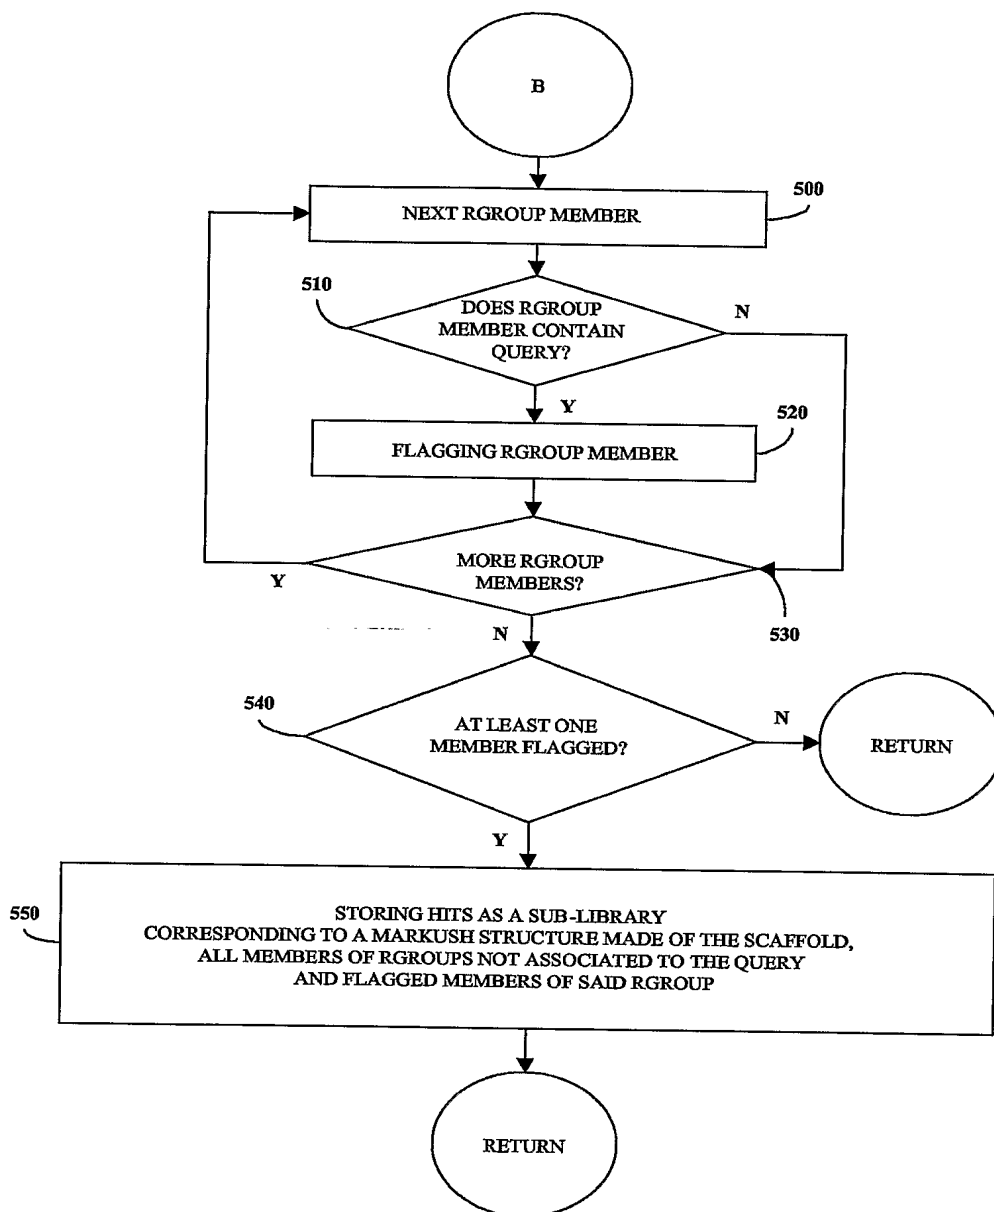 B
500
NEXT RGROUP MEMBER
510
DOES RGROUP
MEMBER CONTAIN
QUERY?
N
Y
520
FLAGGING RGROUP MEMBER
MORE RGROUP
MEMBERS?
Y
530
N
540
AT LEAST ONE
MEMBER FLAGGED?
N
RETURN
Y
550
STORING HITS AS A SUB-LIBRARY
CORRESPONDING TO A MARKUSH STRUCTURE MADE OF THE SCAFFOLD,
ALL MEMBERS OF RGROUPS NOT ASSOCIATED TO THE QUERY
AND FLAGGED MEMBERS OF SAID RGROUP
RETURN